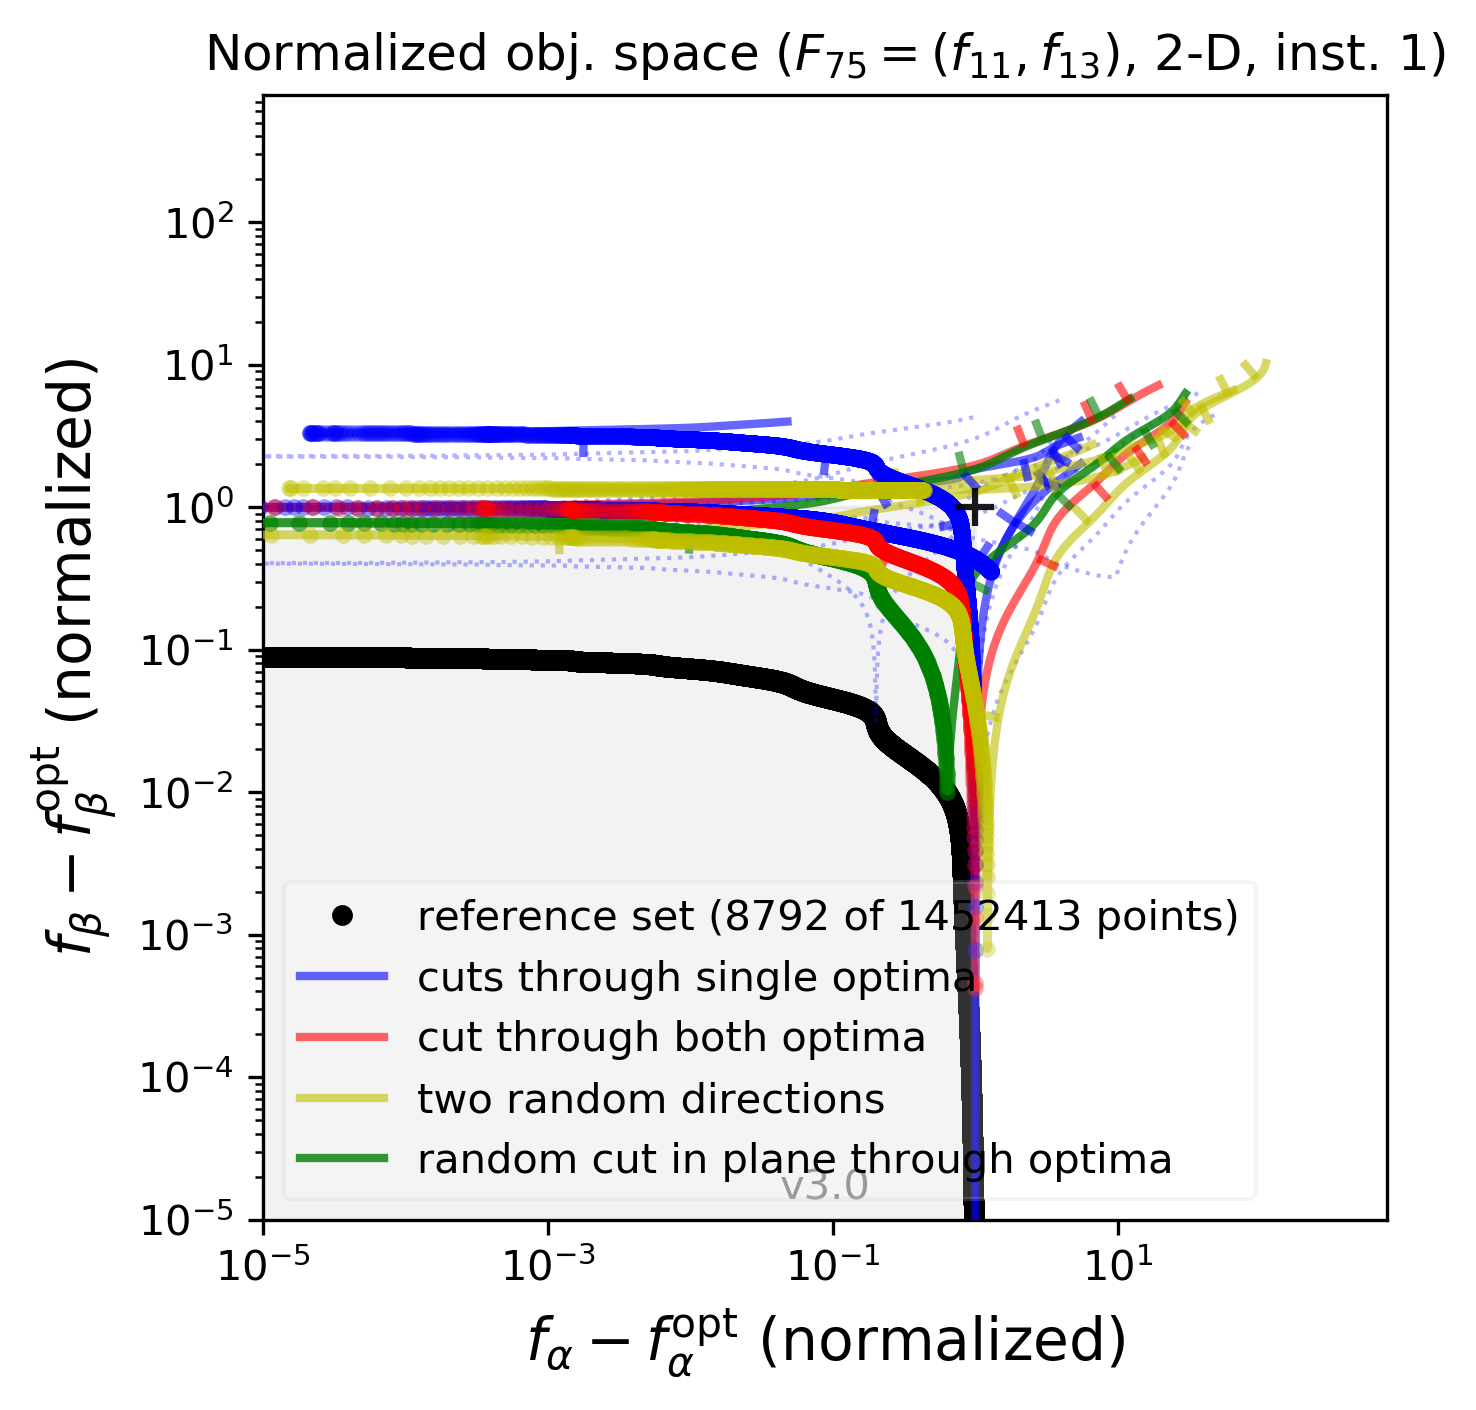 Normalized obj. space (F₇₅ = (f₁₁, f₁₃), 2-D, inst. 1)
f_β − f_β^opt (normalized)
10²
10¹
10⁰
10⁻¹
10⁻²
10⁻³
10⁻⁴
10⁻⁵
reference set (8792 of 1452413 points)
cuts through single optima
cut through both optima
two random directions
random cut in plane through optima
v3.0
10⁻⁵ 10⁻³ 10⁻¹ 10¹
f_α − f_α^opt (normalized)